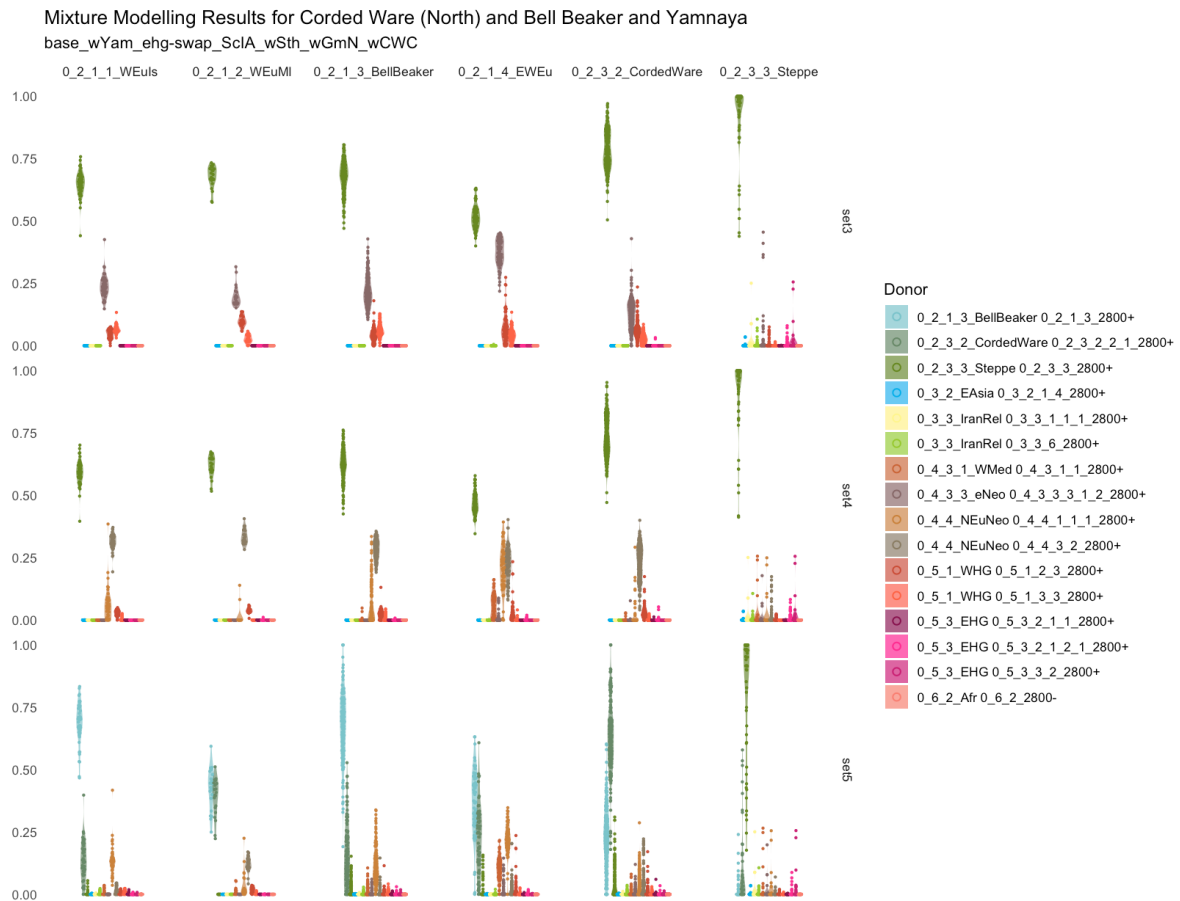 Mixture Modelling Results for Corded Ware (North) and Bell Beaker and Yamnaya
base_wYam_ehg-swap_ScIA_wSth_wGmN_wCWC
0_2_1_1_WEuIs 0_2_1_2_WEuMI 0_2_1_3_BellBeaker 0_2_1_4_EWEu 0_2_3_2_CordedWare 0_2_3_3_Steppe
1.00
0.75
0.50
0.25
0.00
set3
1.00
0.75
0.50
0.25
0.00
set4
1.00
0.75
0.50
0.25
0.00
set5
Donor
0_2_1_3_BellBeaker 0_2_1_3_2800+
0_2_3_2_CordedWare 0_2_3_2_2_1_2800+
0_2_3_3_Steppe 0_2_3_3_2800+
0_3_2_EAsia 0_3_2_1_4_2800+
0_3_3_IranRel 0_3_3_1_1_1_2800+
0_3_3_IranRel 0_3_3_6_2800+
0_4_3_1_WMed 0_4_3_1_1_2800+
0_4_3_3_eNeo 0_4_3_3_3_1_2_2800+
0_4_4_NEuNeo 0_4_4_1_1_1_2800+
0_4_4_NEuNeo 0_4_4_3_2_2800+
0_5_1_WHG 0_5_1_2_3_2800+
0_5_1_WHG 0_5_1_3_3_2800+
0_5_3_EHG 0_5_3_2_1_1_2800+
0_5_3_EHG 0_5_3_2_1_2_1_2800+
0_5_3_EHG 0_5_3_3_2_2800+
0_6_2_Afr 0_6_2_2800-